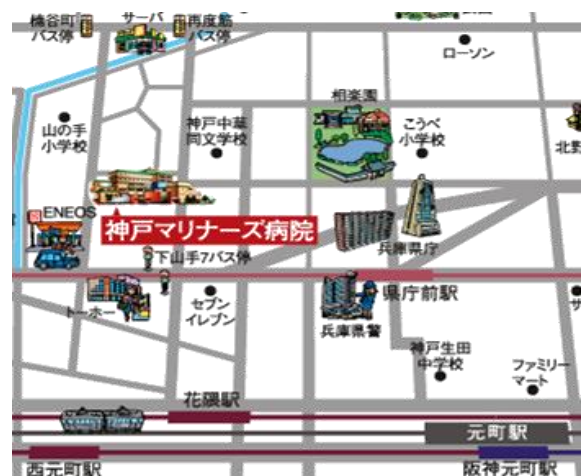 楠谷町
バス停
サーパ
再度筋
バス停
ローソン
山の手
小学校
神戸中華
同文学校
相楽園
こうべ
小学校
北野
ENEOS
神戸マリナーズ病院
下山手7バス停
兵庫県庁
県庁前駅
トーホー
セブン
イレブン
兵庫県警
神戸生田
中学校
ファミリー
マート
花隈駅
元町駅
西元町駅
阪神元町駅